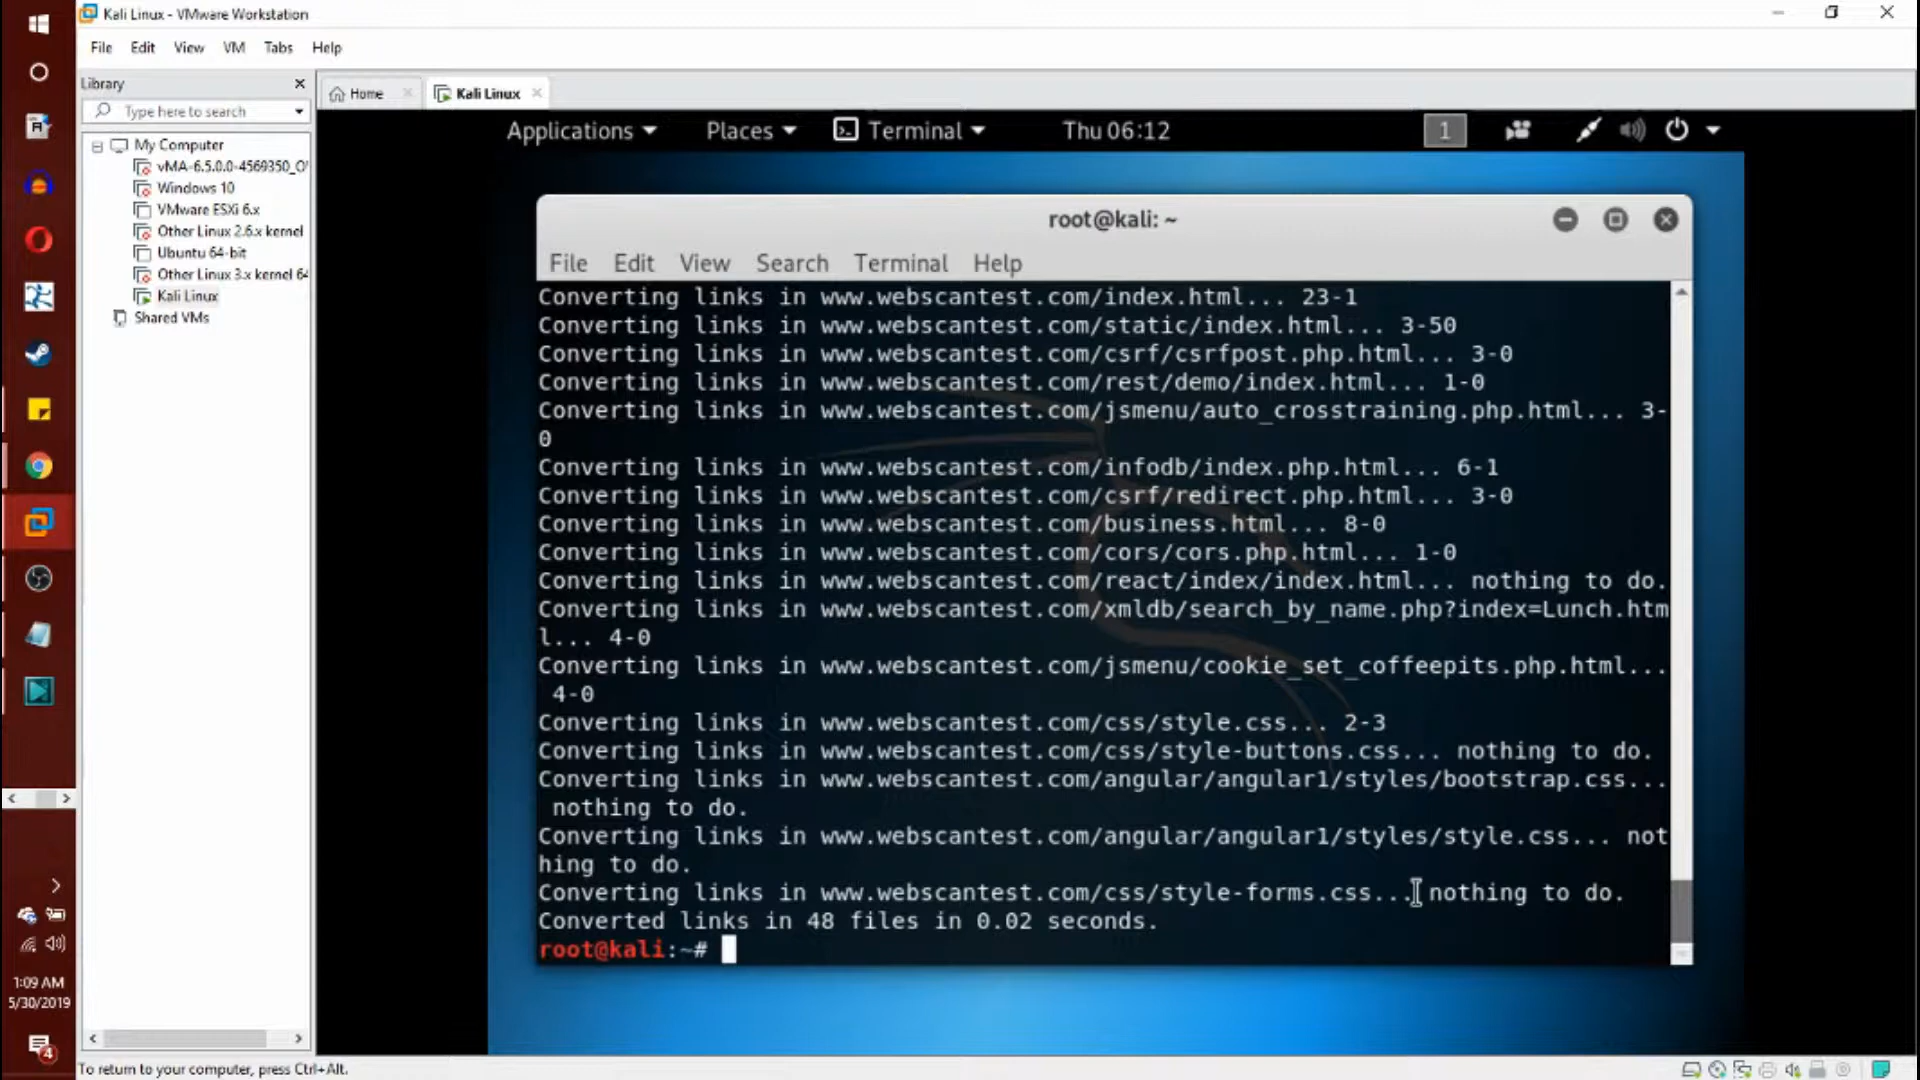 Kali Linux - VMware Workstation
File Edit View VM Tabs Help
Library
Type here to search
My Computer
vMA-6.5.0.0-4569350_O
Windows 10
VMware ESXi 6.x
Other Linux 2.6.x kernel
Ubuntu 64-bit
Other Linux 3.x kernel 64
Kali Linux
Shared VMs
Home
Kali Linux
Applications Places Terminal Thu 06:12 1
root@kali: ~
File Edit View Search Terminal Help
Converting links in www.webscantest.com/index.html... 23-1
Converting links in www.webscantest.com/static/index.html... 3-50
Converting links in www.webscantest.com/csrf/csrfpost.php.html... 3-0
Converting links in www.webscantest.com/rest/demo/index.html... 1-0
Converting links in www.webscantest.com/jsmenu/auto_crosstraining.php.html... 3-
0
Converting links in www.webscantest.com/infodb/index.php.html... 6-1
Converting links in www.webscantest.com/csrf/redirect.php.html... 3-0
Converting links in www.webscantest.com/business.html... 8-0
Converting links in www.webscantest.com/cors/cors.php.html... 1-0
Converting links in www.webscantest.com/react/index/index.html... nothing to do.
Converting links in www.webscantest.com/xmldb/search_by_name.php?index=Lunch.htm
l... 4-0
Converting links in www.webscantest.com/jsmenu/cookie_set_coffeepits.php.html...
4-0
Converting links in www.webscantest.com/css/style.css... 2-3
Converting links in www.webscantest.com/css/style-buttons.css... nothing to do.
Converting links in www.webscantest.com/angular/angular1/styles/bootstrap.css...
nothing to do.
Converting links in www.webscantest.com/angular/angular1/styles/style.css... not
hing to do.
Converting links in www.webscantest.com/css/style-forms.css... nothing to do.
Converted links in 48 files in 0.02 seconds.
root@kali:~#
1:09 AM
5/30/2019
4
To return to your computer, press Ctrl+Alt.